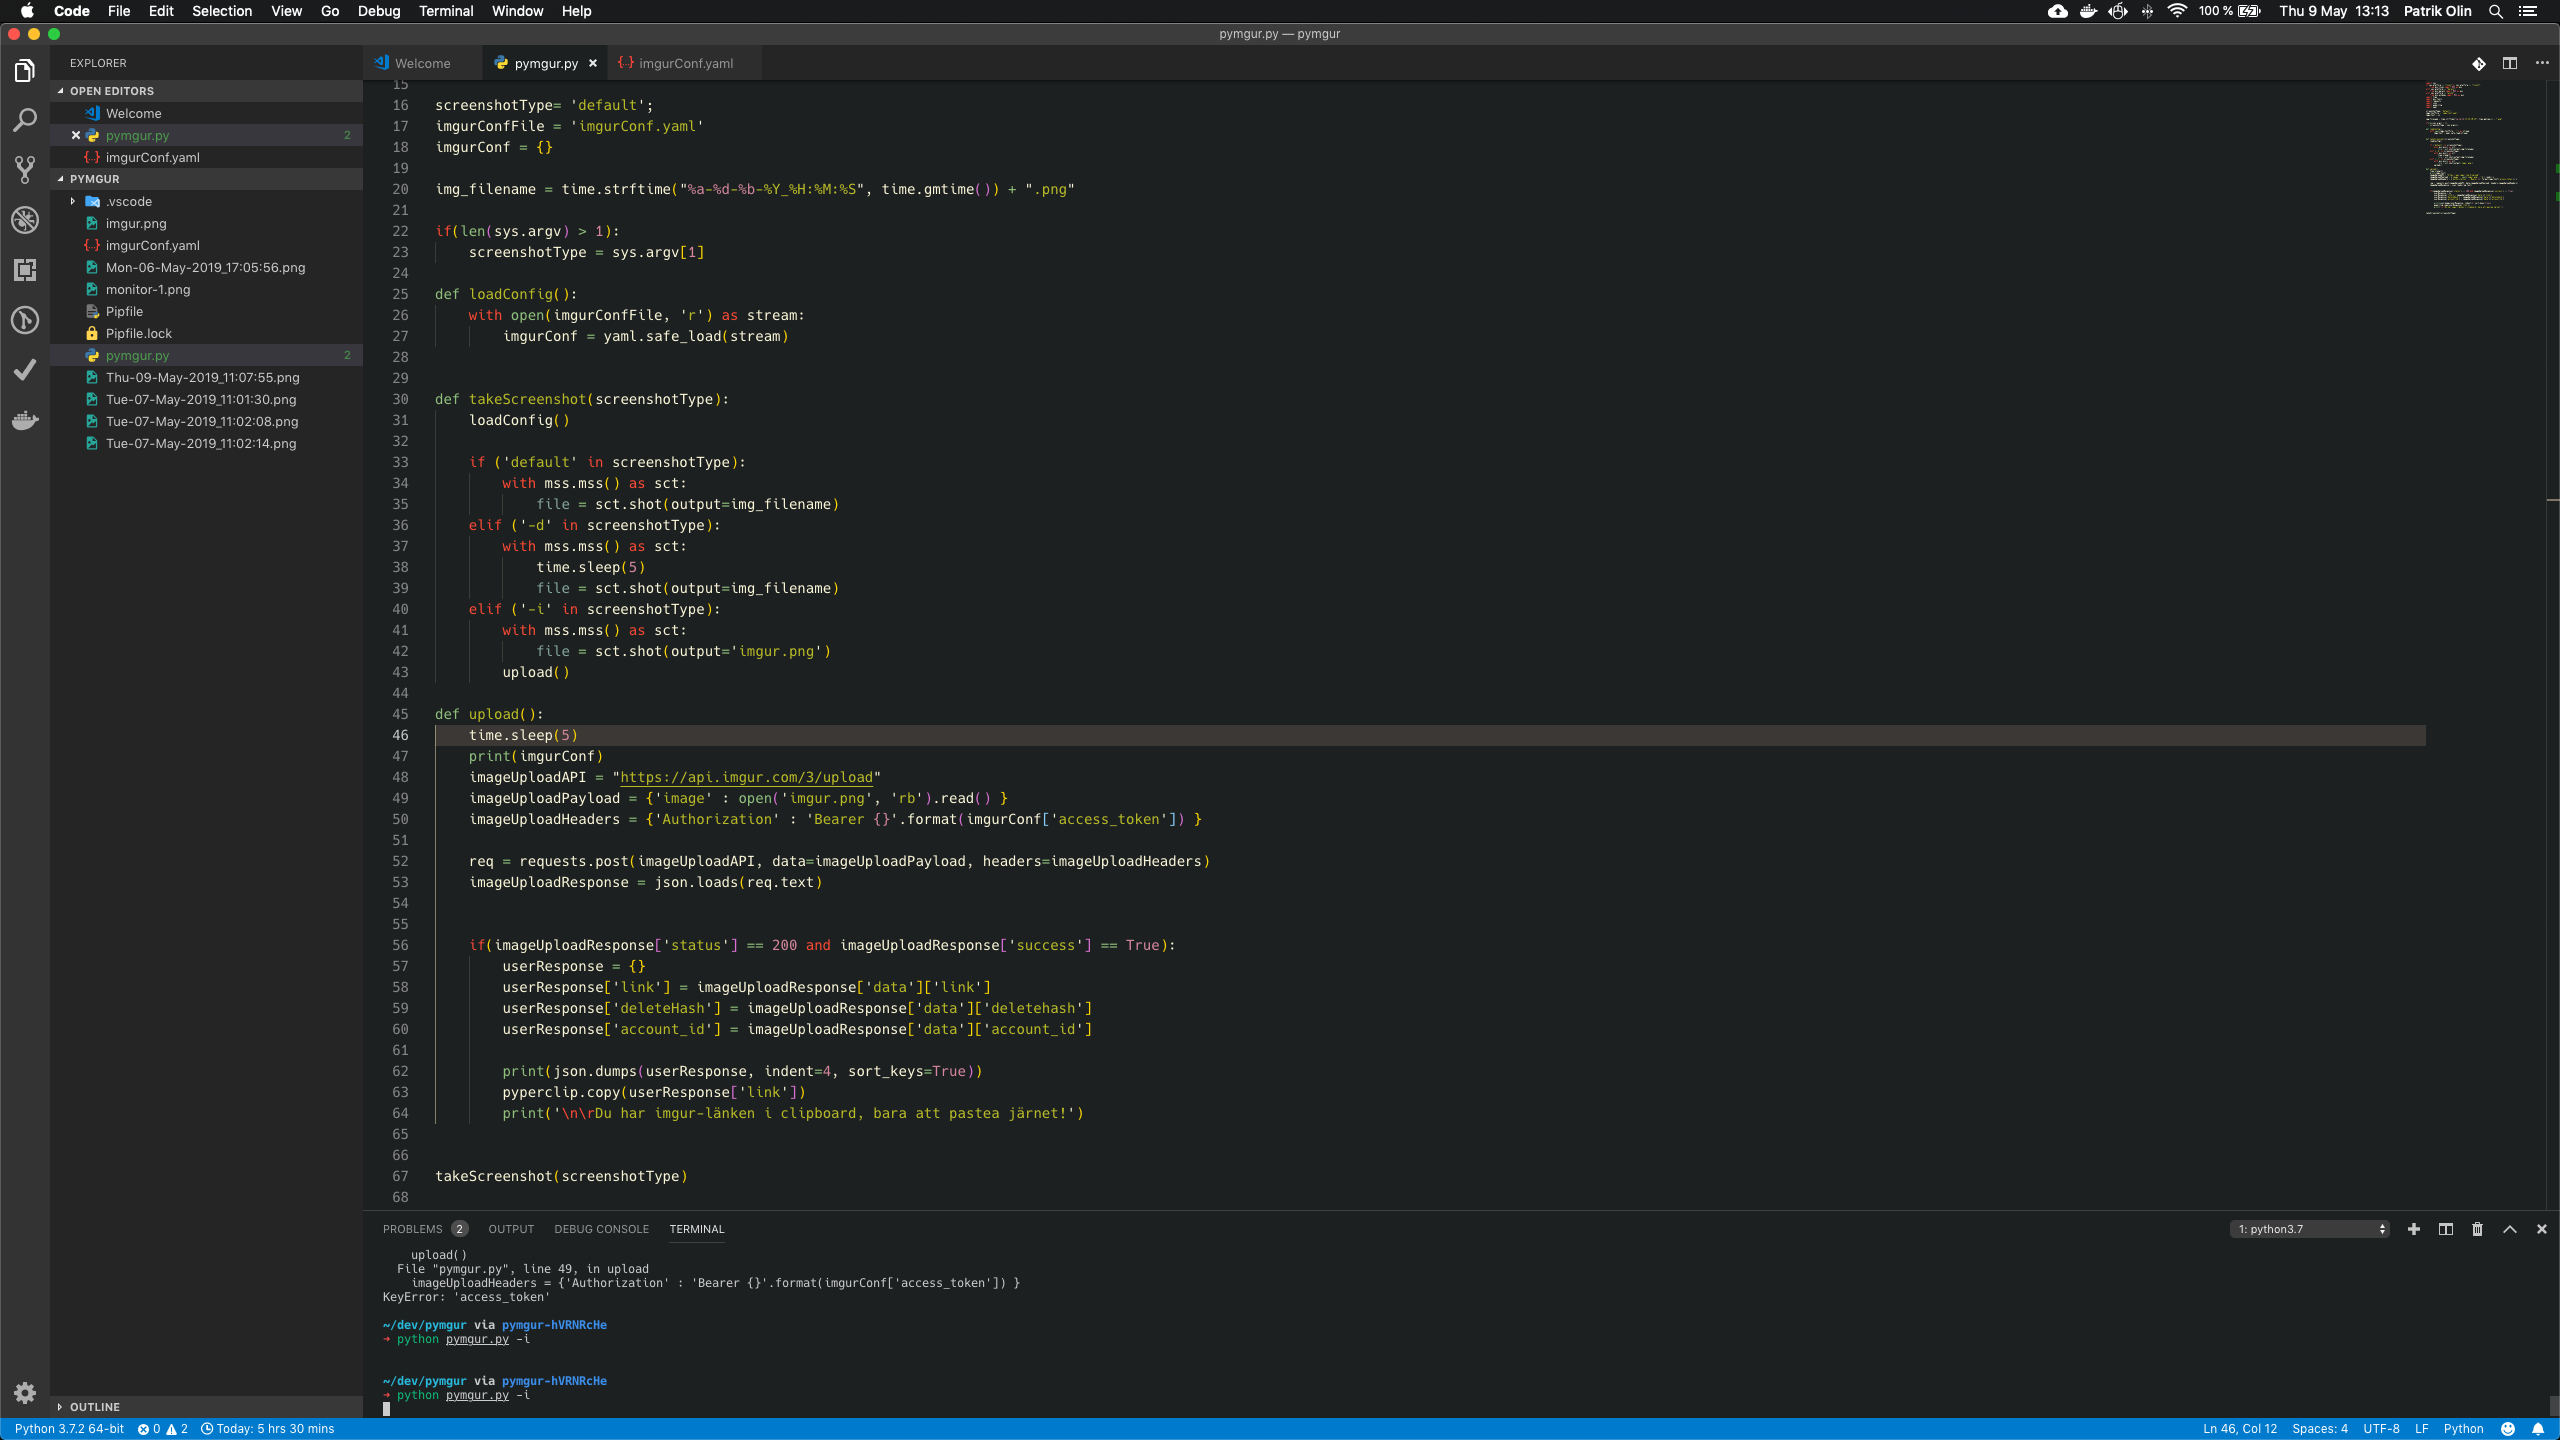 Code File Edit Selection View Go Debug Terminal Window Help
100 % Thu 9 May 13:13 Patrik Olin
pymgur.py — pymgur
EXPLORER
OPEN EDITORS
Welcome
pymgur.py 2
imgurConf.yaml
PYMGUR
.vscode
imgur.png
imgurConf.yaml
Mon-06-May-2019_17:05:56.png
monitor-1.png
Pipfile
Pipfile.lock
pymgur.py 2
Thu-09-May-2019_11:07:55.png
Tue-07-May-2019_11:01:30.png
Tue-07-May-2019_11:02:08.png
Tue-07-May-2019_11:02:14.png
OUTLINE
Welcome pymgur.py imgurConf.yaml
15
16 screenshotType= 'default';
17 imgurConfFile = 'imgurConf.yaml'
18 imgurConf = {}
19
20 img_filename = time.strftime("%a-%d-%b-%Y_%H:%M:%S", time.gmtime()) + ".png"
21
22 if(len(sys.argv) > 1):
23 screenshotType = sys.argv[1]
24
25 def loadConfig():
26 with open(imgurConfFile, 'r') as stream:
27 imgurConf = yaml.safe_load(stream)
28
29
30 def takeScreenshot(screenshotType):
31 loadConfig()
32
33 if ('default' in screenshotType):
34 with mss.mss() as sct:
35 file = sct.shot(output=img_filename)
36 elif ('-d' in screenshotType):
37 with mss.mss() as sct:
38 time.sleep(5)
39 file = sct.shot(output=img_filename)
40 elif ('-i' in screenshotType):
41 with mss.mss() as sct:
42 file = sct.shot(output='imgur.png')
43 upload()
44
45 def upload():
46 time.sleep(5)
47 print(imgurConf)
48 imageUploadAPI = "https://api.imgur.com/3/upload"
49 imageUploadPayload = {'image' : open('imgur.png', 'rb').read() }
50 imageUploadHeaders = {'Authorization' : 'Bearer {}'.format(imgurConf['access_token']) }
51
52 req = requests.post(imageUploadAPI, data=imageUploadPayload, headers=imageUploadHeaders)
53 imageUploadResponse = json.loads(req.text)
54
55
56 if(imageUploadResponse['status'] == 200 and imageUploadResponse['success'] == True):
57 userResponse = {}
58 userResponse['link'] = imageUploadResponse['data']['link']
59 userResponse['deleteHash'] = imageUploadResponse['data']['deletehash']
60 userResponse['account_id'] = imageUploadResponse['data']['account_id']
61
62 print(json.dumps(userResponse, indent=4, sort_keys=True))
63 pyperclip.copy(userResponse['link'])
64 print('\n\rDu har imgur-länken i clipboard, bara att pastea järnet!')
65
66
67 takeScreenshot(screenshotType)
68
PROBLEMS 2 OUTPUT DEBUG CONSOLE TERMINAL 1: python3.7
upload()
File "pymgur.py", line 49, in upload
imageUploadHeaders = {'Authorization' : 'Bearer {}'.format(imgurConf['access_token']) }
KeyError: 'access_token'
~/dev/pymgur via pymgur-hVRNRcHe
→ python pymgur.py -i
~/dev/pymgur via pymgur-hVRNRcHe
→ python pymgur.py -i
Python 3.7.2 64-bit 0 2 Today: 5 hrs 30 mins Ln 46, Col 12 Spaces: 4 UTF-8 LF Python